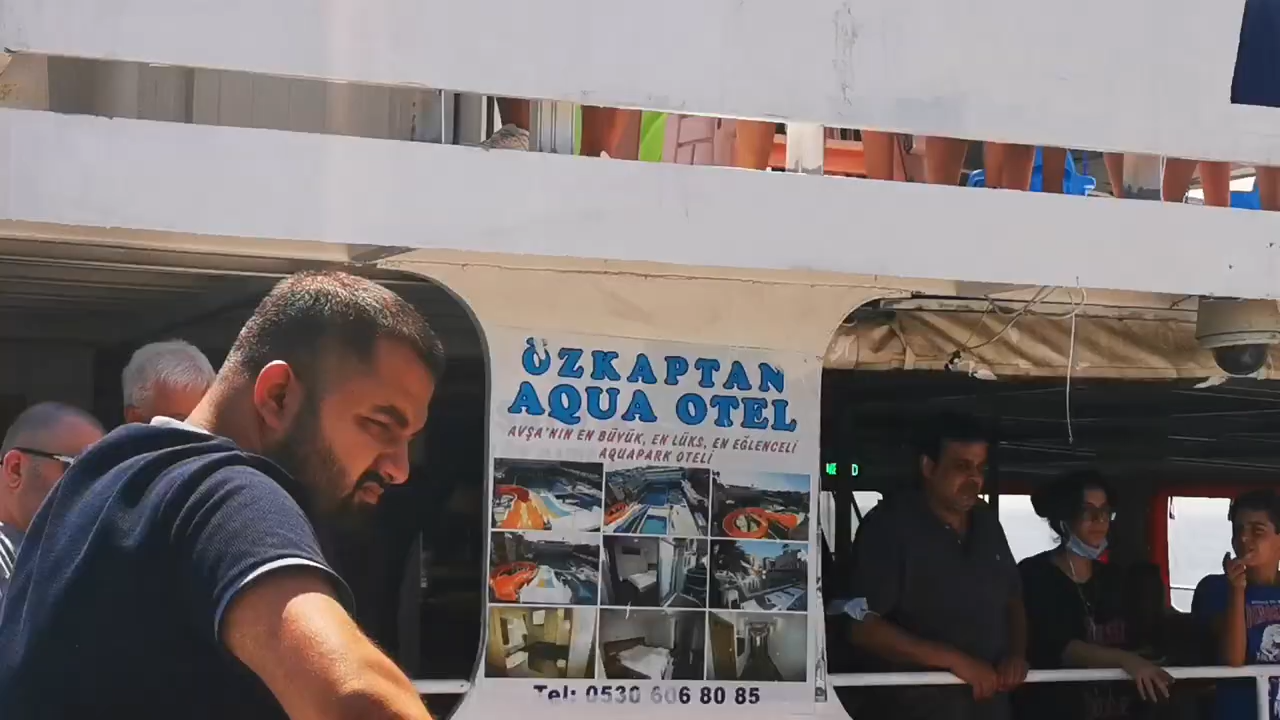 ÖZKAPTAN
AQUA OTEL
AVŞA'NIN EN BÜYÜK, EN LÜKS, EN EĞLENCELİ
AQUAPARK OTELİ
Tel: 0530 606 80 85